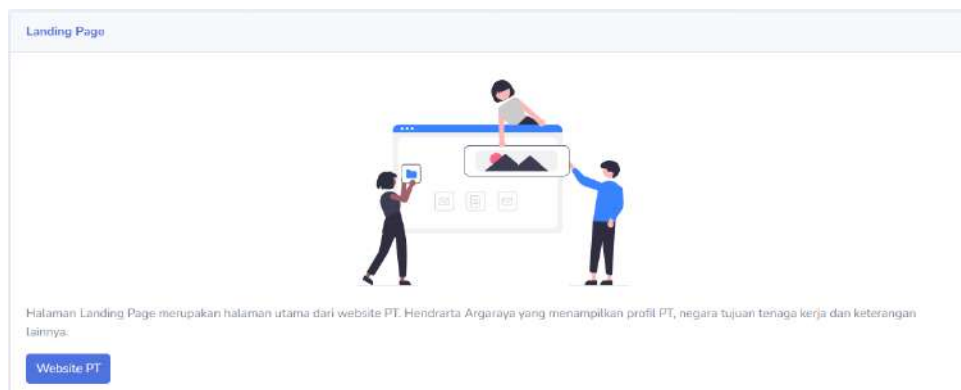 Landing Page
Halaman Landing Page merupakan halaman utama dari website PT. Hendrarta Argaraya yang menampilkan profil PT, negara tujuan tenaga kerja dan keterangan
lainnya.
Website PT